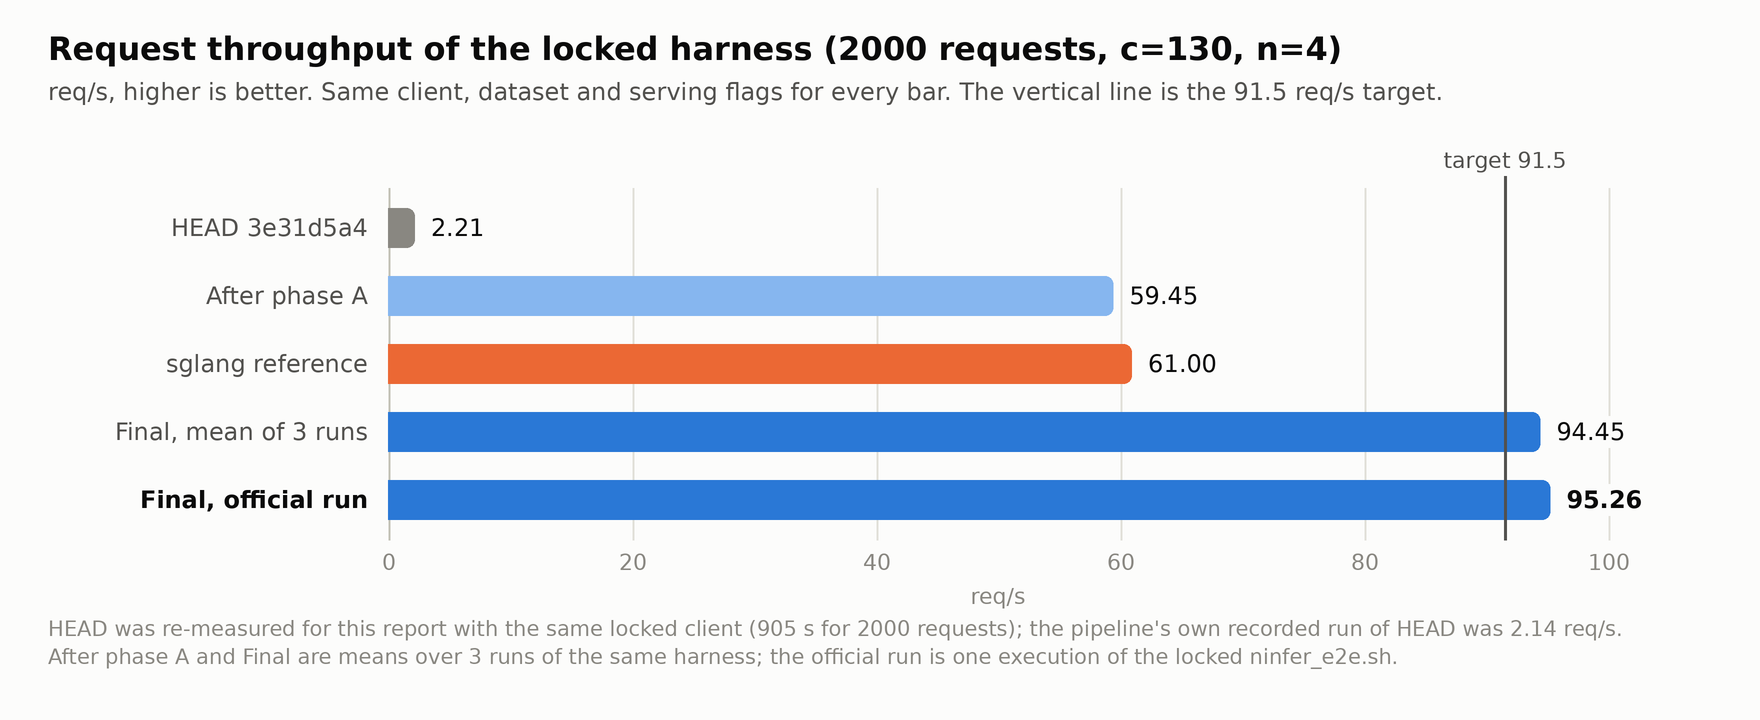 Request throughput of the locked harness (2000 requests, c=130, n=4)
req/s, higher is better. Same client, dataset and serving flags for every bar. The vertical line is the 91.5 req/s target.
target 91.5
HEAD 3e31d5a4 2.21
After phase A 59.45
sglang reference 61.00
Final, mean of 3 runs 94.45
Final, official run 95.26
0 20 40 60 80 100
req/s
HEAD was re-measured for this report with the same locked client (905 s for 2000 requests); the pipeline's own recorded run of HEAD was 2.14 req/s.
After phase A and Final are means over 3 runs of the same harness; the official run is one execution of the locked ninfer_e2e.sh.